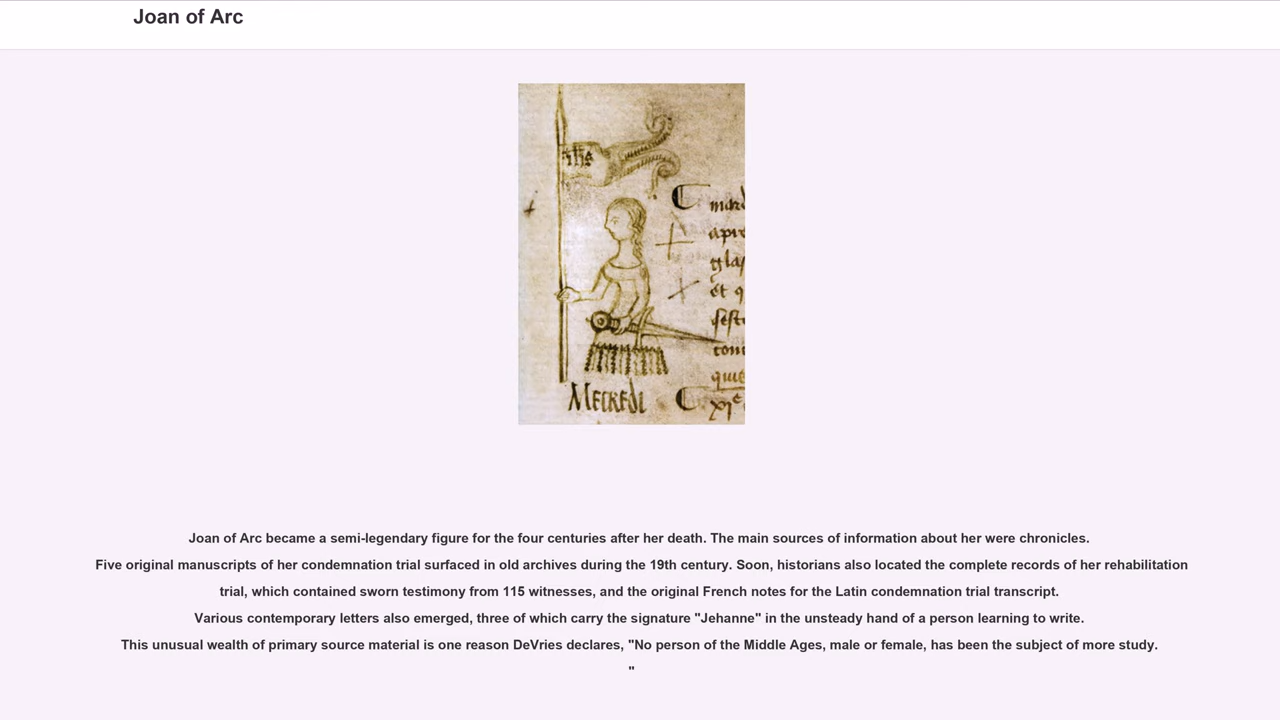 Joan of Arc
Mecredi
Joan of Arc became a semi-legendary figure for the four centuries after her death. The main sources of information about her were chronicles.
Five original manuscripts of her condemnation trial surfaced in old archives during the 19th century. Soon, historians also located the complete records of her rehabilitation
trial, which contained sworn testimony from 115 witnesses, and the original French notes for the Latin condemnation trial transcript.
Various contemporary letters also emerged, three of which carry the signature "Jehanne" in the unsteady hand of a person learning to write.
This unusual wealth of primary source material is one reason DeVries declares, "No person of the Middle Ages, male or female, has been the subject of more study.
"